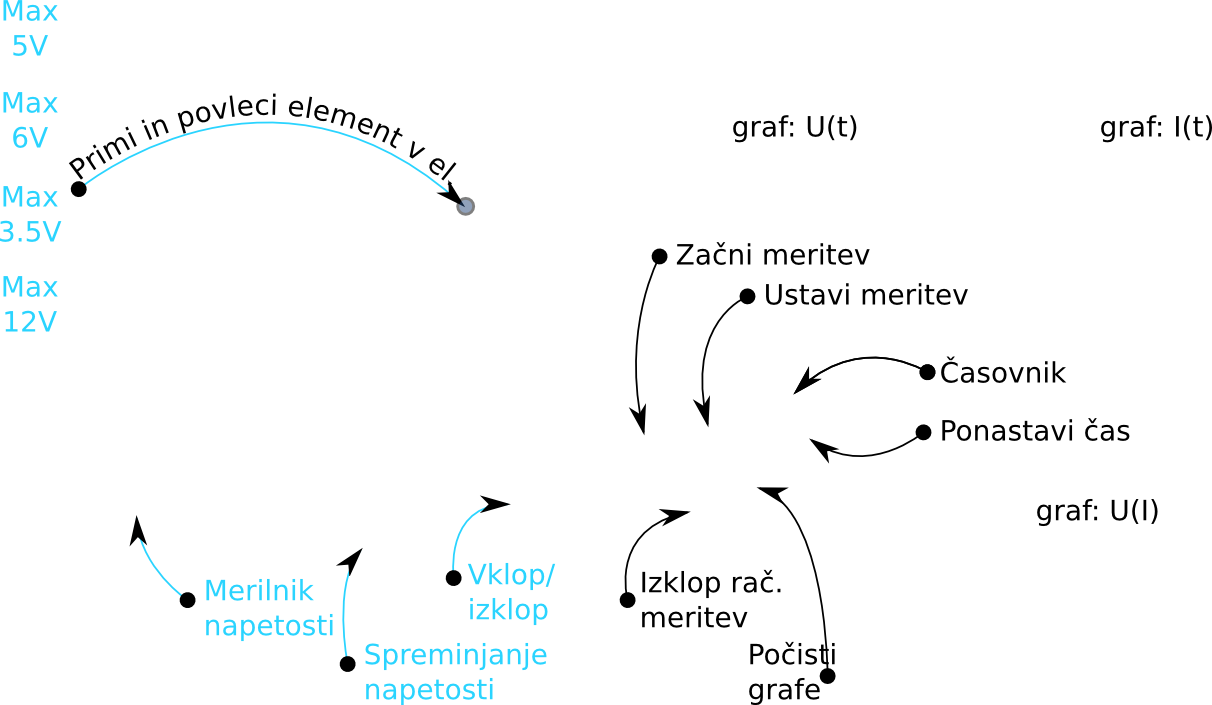 Max
5V
Max
6V
Max
3.5V
Max
12V
Primi in povleci element v el
graf: U(t)
graf: I(t)
Začni meritev
Ustavi meritev
Časovnik
Ponastavi čas
graf: U(I)
Merilnik
napetosti
Spreminjanje
napetosti
Vklop/
izklop
Izklop rač.
meritev
Počisti
grafe